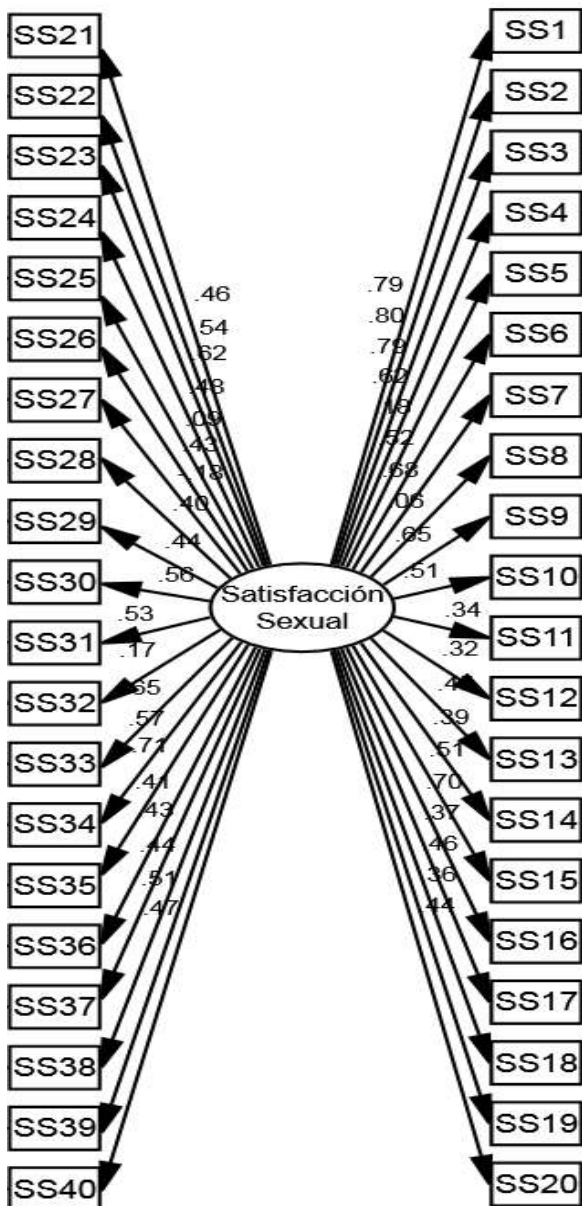 SS21
SS22
SS23
SS24
SS25
SS26
SS27
SS28
SS29
SS30
SS31
SS32
SS33
SS34
SS35
SS36
SS37
SS38
SS39
SS40
.46
.54
.62
.48
.09
.43
-.18
.40
.44
.56
.53
.17
.65
.57
.71
.41
.43
.44
.51
.47
Satisfacción
Sexual
.79
.80
.79
.62
.18
.52
.68
.06
.65
.51
.34
.32
.39
.51
.70
.37
.46
.36
.44
SS1
SS2
SS3
SS4
SS5
SS6
SS7
SS8
SS9
SS10
SS11
SS12
SS13
SS14
SS15
SS16
SS17
SS18
SS19
SS20